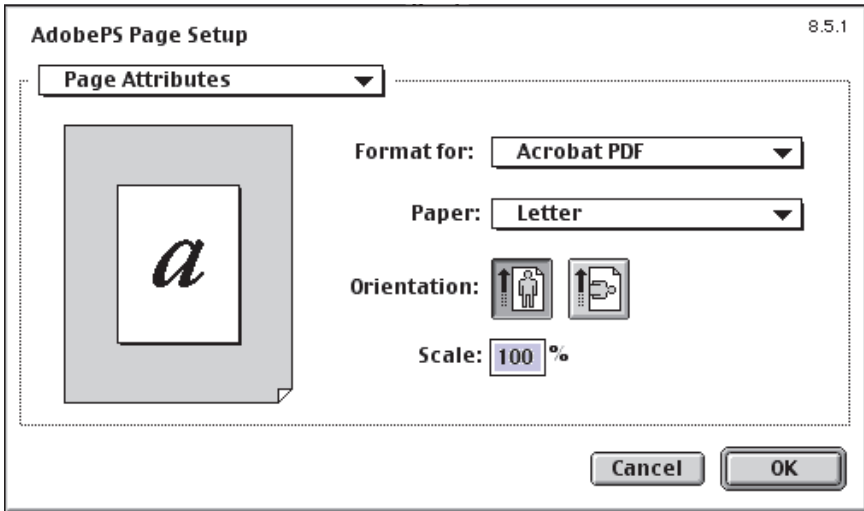 AdobePS Page Setup
8.5.1
Page Attributes
Format for: Acrobat PDF
a
Paper: Letter
Orientation:
Scale: 100 %
Cancel OK